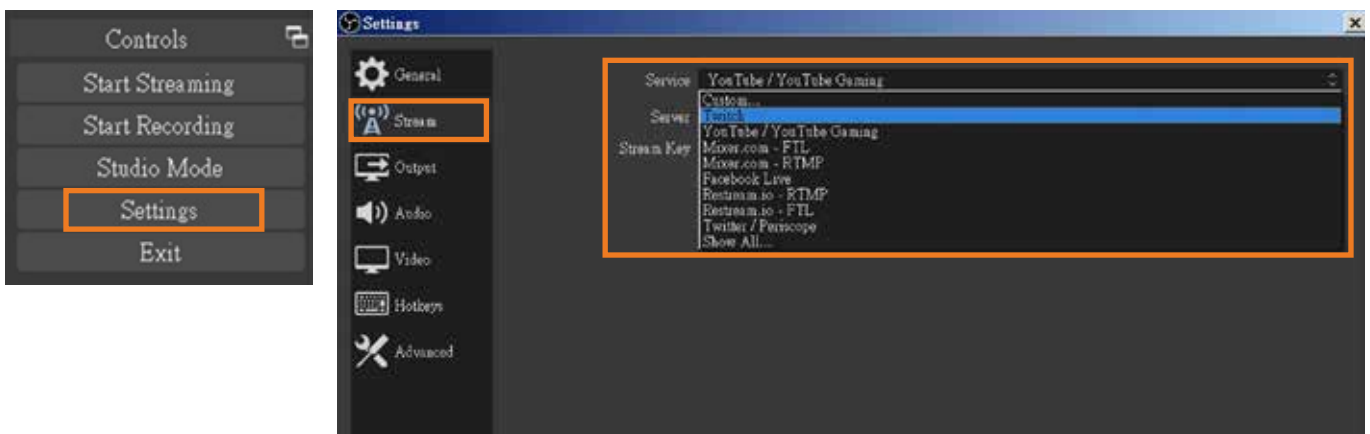 Controls
Start Streaming
Start Recording
Studio Mode
Settings
Exit
Settings
General
Stream
Output
Audio
Video
Hotkeys
Advanced
Service YouTube / YouTube Gaming
Custom...
Server Twitch
YouTube / YouTube Gaming
Stream Key Mixer.com - FTL
Mixer.com - RTMP
Facebook Live
Restream.io - RTMP
Restream.io - FTL
Twitter / Periscope
Show All...